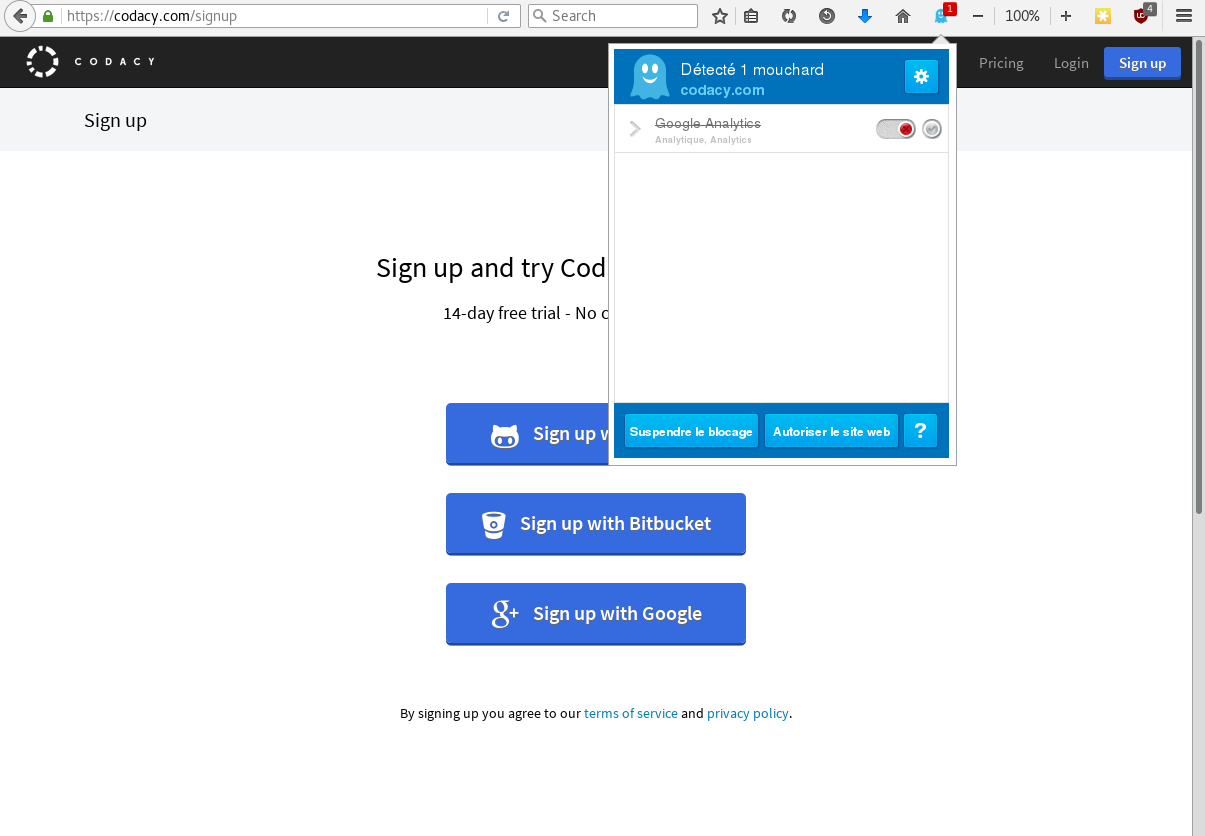 https://codacy.com/signup
Search
1
100%
4
CODACY
Pricing
Login
Sign up
Détecté 1 mouchard
codacy.com
Sign up
Google Analytics
Analytique, Analytics
Sign up and try Cod
14-day free trial - No c
Suspendre le blocage
Autoriser le site web
?
Sign up w
Sign up with Bitbucket
Sign up with Google
By signing up you agree to our terms of service and privacy policy.